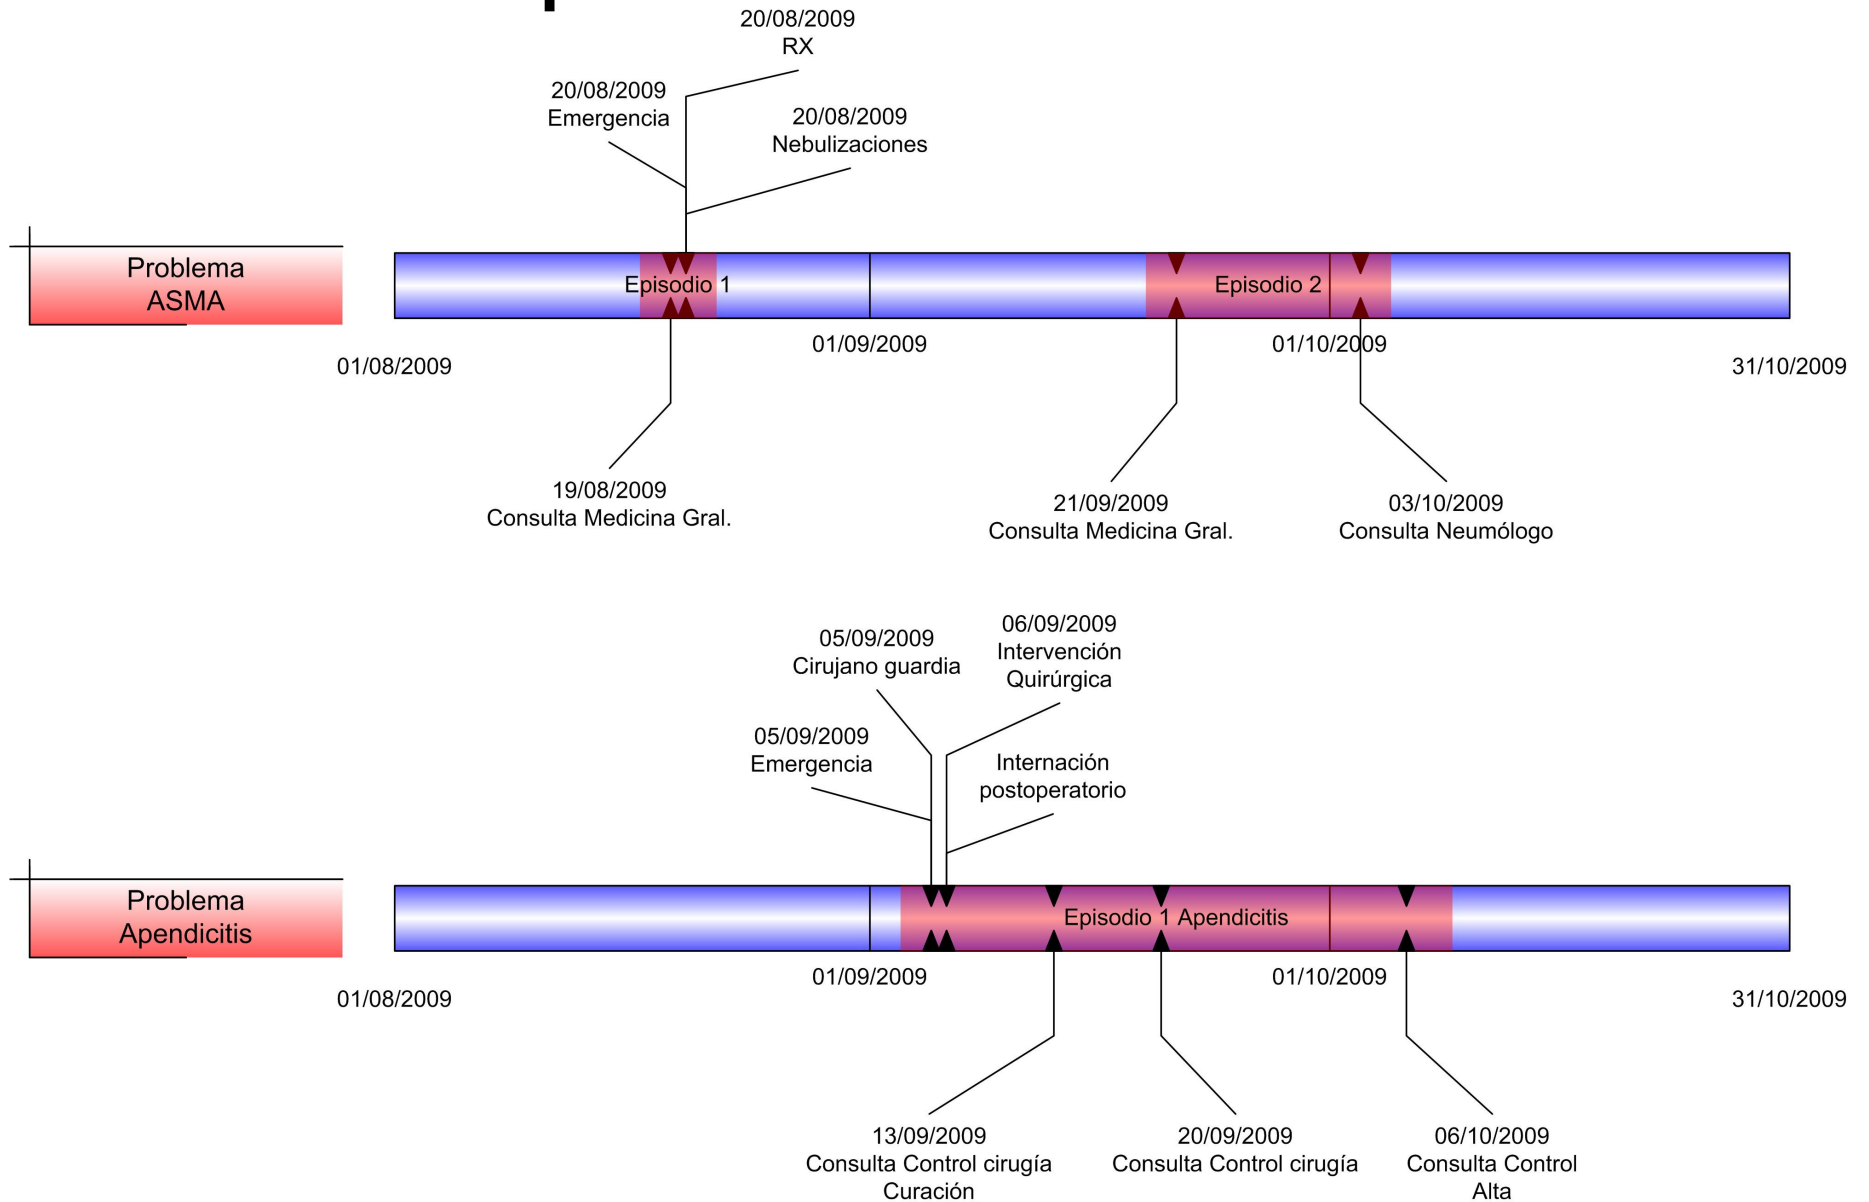 20/08/2009
RX
20/08/2009
Emergencia
20/08/2009
Nebulizaciones
Problema
ASMA
Episodio 1
Episodio 2
01/08/2009
01/09/2009
01/10/2009
31/10/2009
19/08/2009
Consulta Medicina Gral.
21/09/2009
Consulta Medicina Gral.
03/10/2009
Consulta Neumólogo
05/09/2009
Cirujano guardia
06/09/2009
Intervención
Quirúrgica
05/09/2009
Emergencia
Internación
postoperatorio
Problema
Apendicitis
Episodio 1 Apendicitis
01/08/2009
01/09/2009
01/10/2009
31/10/2009
13/09/2009
Consulta Control cirugía
Curación
20/09/2009
Consulta Control cirugía
06/10/2009
Consulta Control
Alta